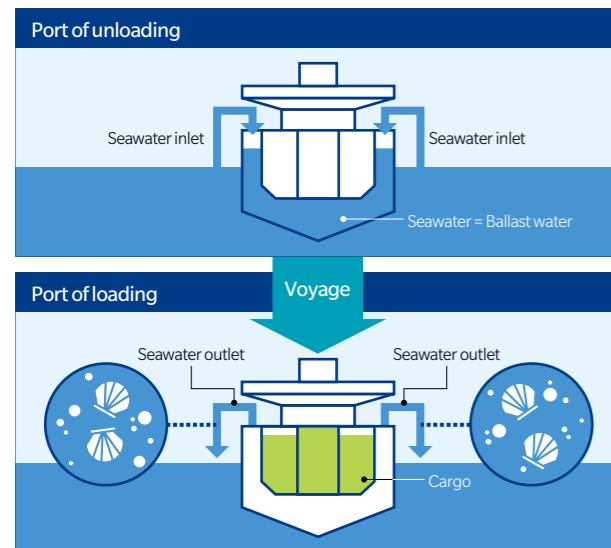 Port of unloading
Seawater inlet
Seawater inlet
Seawater = Ballast water
Voyage
Port of loading
Seawater outlet
Seawater outlet
Cargo